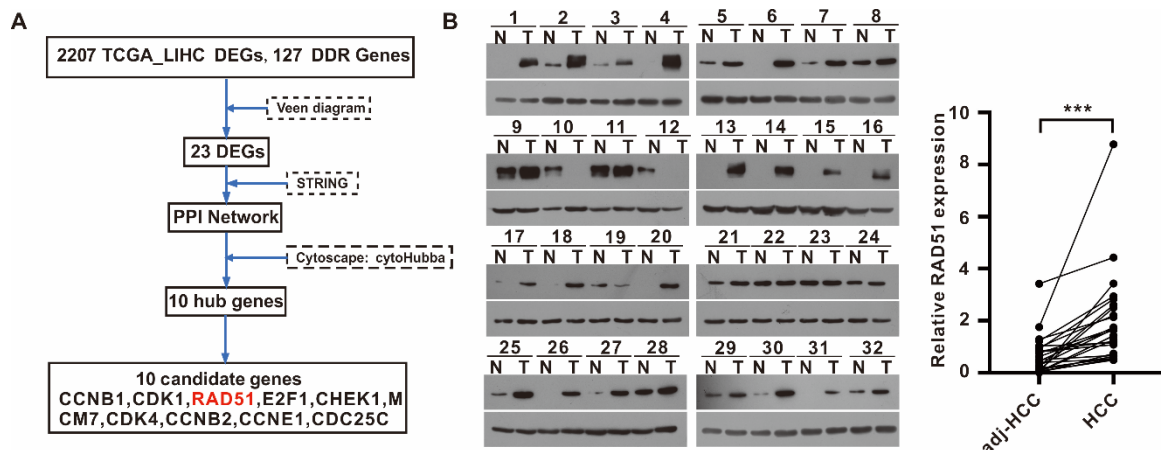 A
2207 TCGA_LIHC DEGs, 127 DDR Genes
Veen diagram
23 DEGs
STRING
PPI Network
Cytoscape: cytoHubba
10 hub genes
10 candidate genes
CCNB1,CDK1,RAD51,E2F1,CHEK1,M
CM7,CDK4,CCNB2,CCNE1,CDC25C
B
1 2 3 4
N T N T N T N T
5 6 7 8
N T N T N T N T
9 10 11 12
N T N T N T N T
13 14 15 16
N T N T N T N T
17 18 19 20
N T N T N T N T
21 22 23 24
N T N T N T N T
25 26 27 28
N T N T N T N T
29 30 31 32
N T N T N T N T
Relative RAD51 expression
10
8
6
4
2
0
***
adj-HCC
HCC